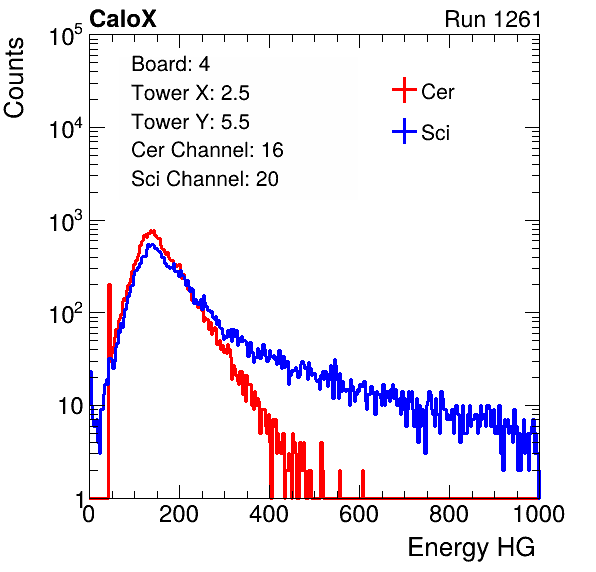 CaloX Run 1261
Counts
10^5
10^4
10^3
10^2
10
1
Board: 4
Tower X: 2.5
Tower Y: 5.5
Cer Channel: 16
Sci Channel: 20
Cer
Sci
0 200 400 600 800 1000
Energy HG